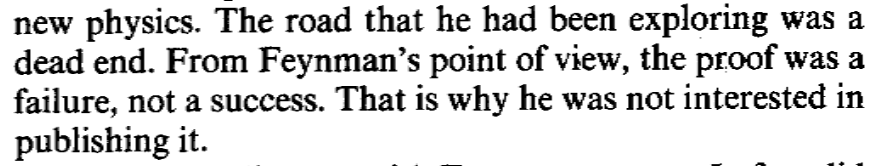 new physics. The road that he had been exploring was a
dead end. From Feynman's point of view, the proof was a
failure, not a success. That is why he was not interested in
publishing it.